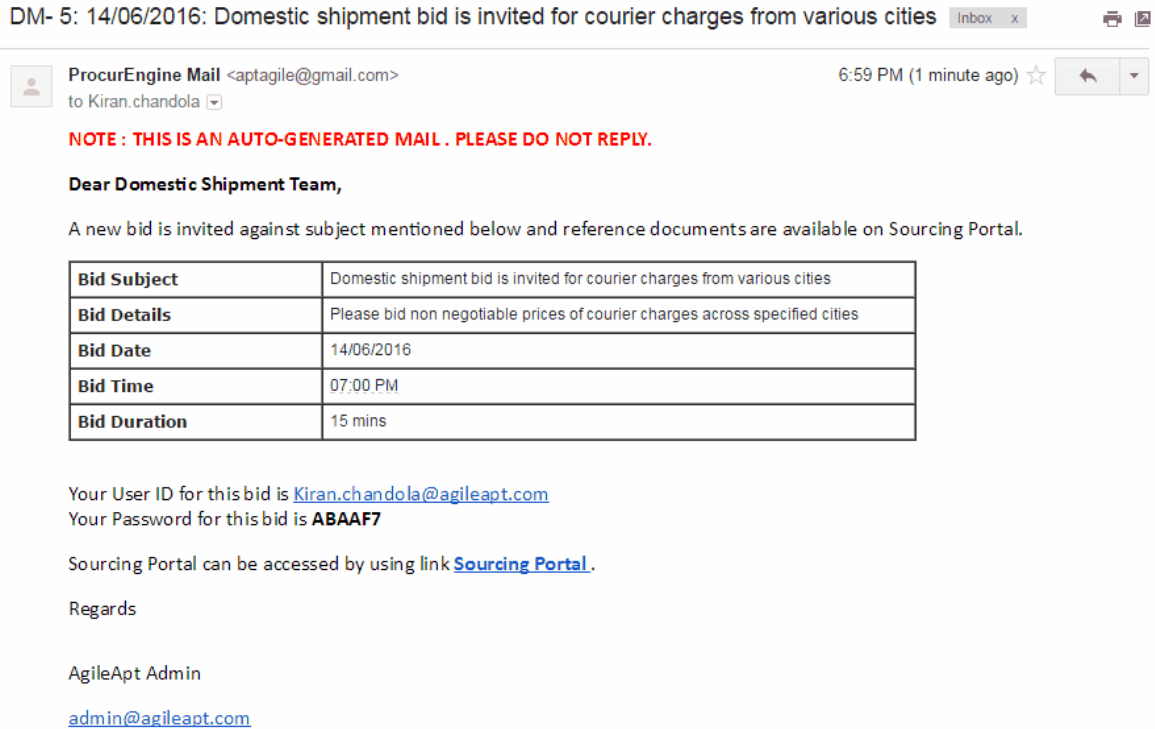 DM- 5: 14/06/2016: Domestic shipment bid is invited for courier charges from various cities Inbox x
ProcurEngine Mail <aptagile@gmail.com> 6:59 PM (1 minute ago)
to Kiran.chandola
NOTE : THIS IS AN AUTO-GENERATED MAIL . PLEASE DO NOT REPLY.
Dear Domestic Shipment Team,
A new bid is invited against subject mentioned below and reference documents are available on Sourcing Portal.
Bid Subject Domestic shipment bid is invited for courier charges from various cities
Bid Details Please bid non negotiable prices of courier charges across specified cities
Bid Date 14/06/2016
Bid Time 07:00 PM
Bid Duration 15 mins
Your User ID for this bid is Kiran.chandola@agileapt.com
Your Password for this bid is ABAAF7
Sourcing Portal can be accessed by using link Sourcing Portal .
Regards
AgileApt Admin
admin@agileapt.com